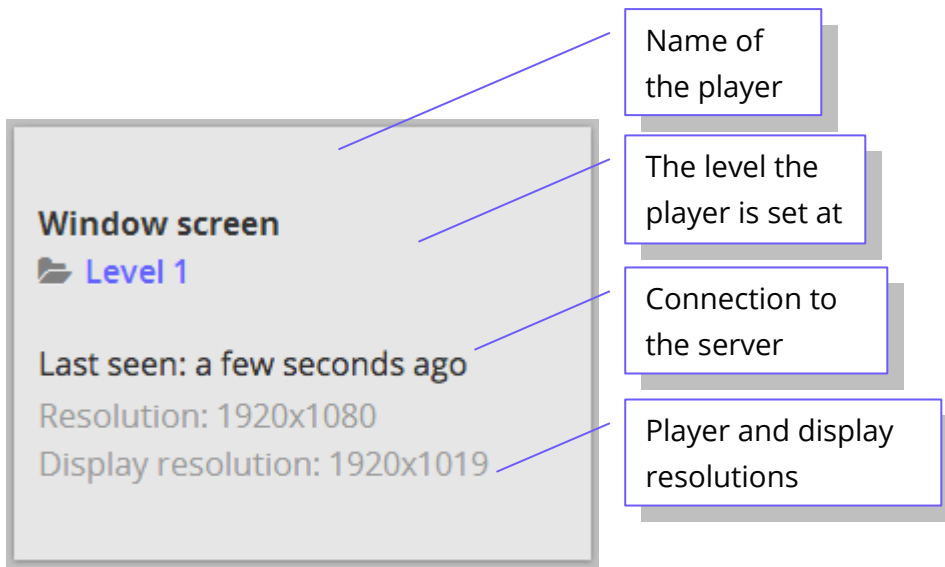 Name of
the player
The level the
player is set at
Window screen
Level 1
Connection to
the server
Last seen: a few seconds ago
Resolution: 1920x1080
Display resolution: 1920x1019
Player and display
resolutions